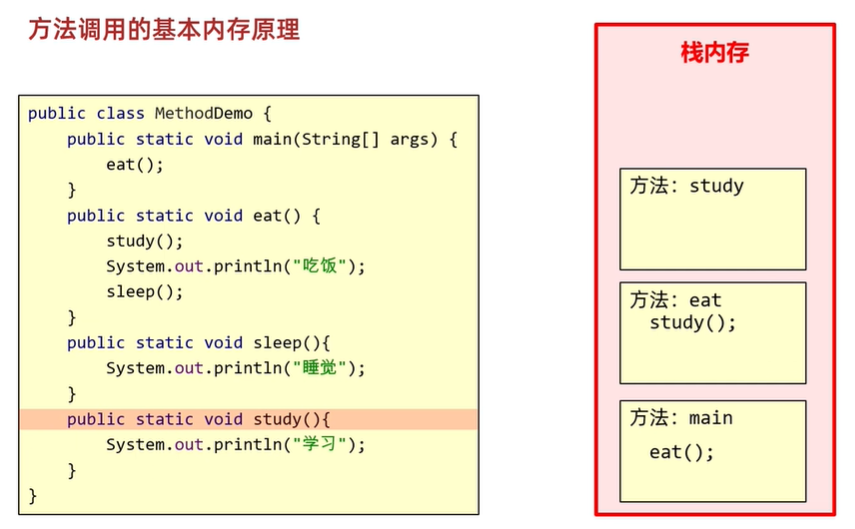 方法调用的基本内存原理
public class MethodDemo {
    public static void main(String[] args) {
        eat();
    }
    public static void eat() {
        study();
        System.out.println("吃饭");
        sleep();
    }
    public static void sleep(){
        System.out.println("睡觉");
    }
    public static void study(){
        System.out.println("学习");
    }
}
栈内存
方法：study
方法：eat
study();
方法：main
eat();